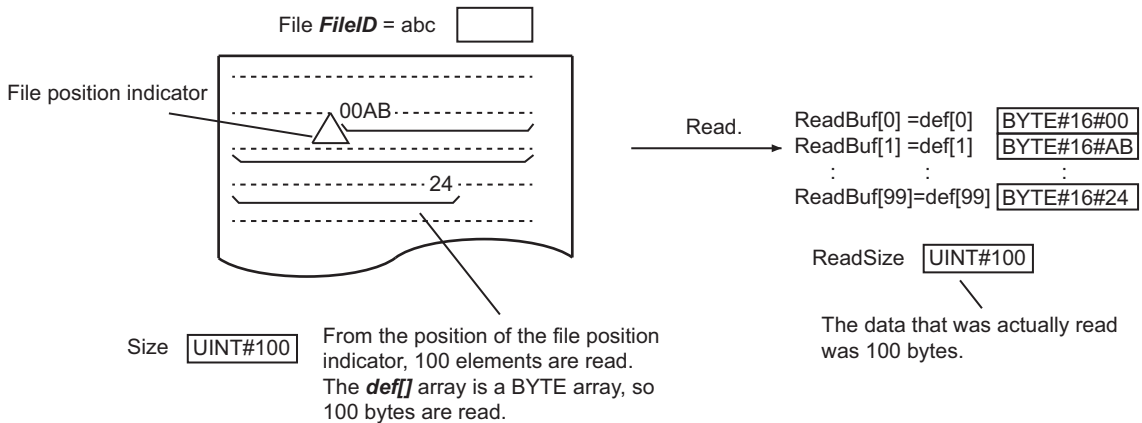 File FileID = abc
File position indicator
00AB
24
Read.
ReadBuf[0] =def[0] BYTE#16#00
ReadBuf[1] =def[1] BYTE#16#AB
: : :
ReadBuf[99]=def[99] BYTE#16#24
ReadSize UINT#100
The data that was actually read
was 100 bytes.
Size UINT#100
From the position of the file position
indicator, 100 elements are read.
The def[] array is a BYTE array, so
100 bytes are read.